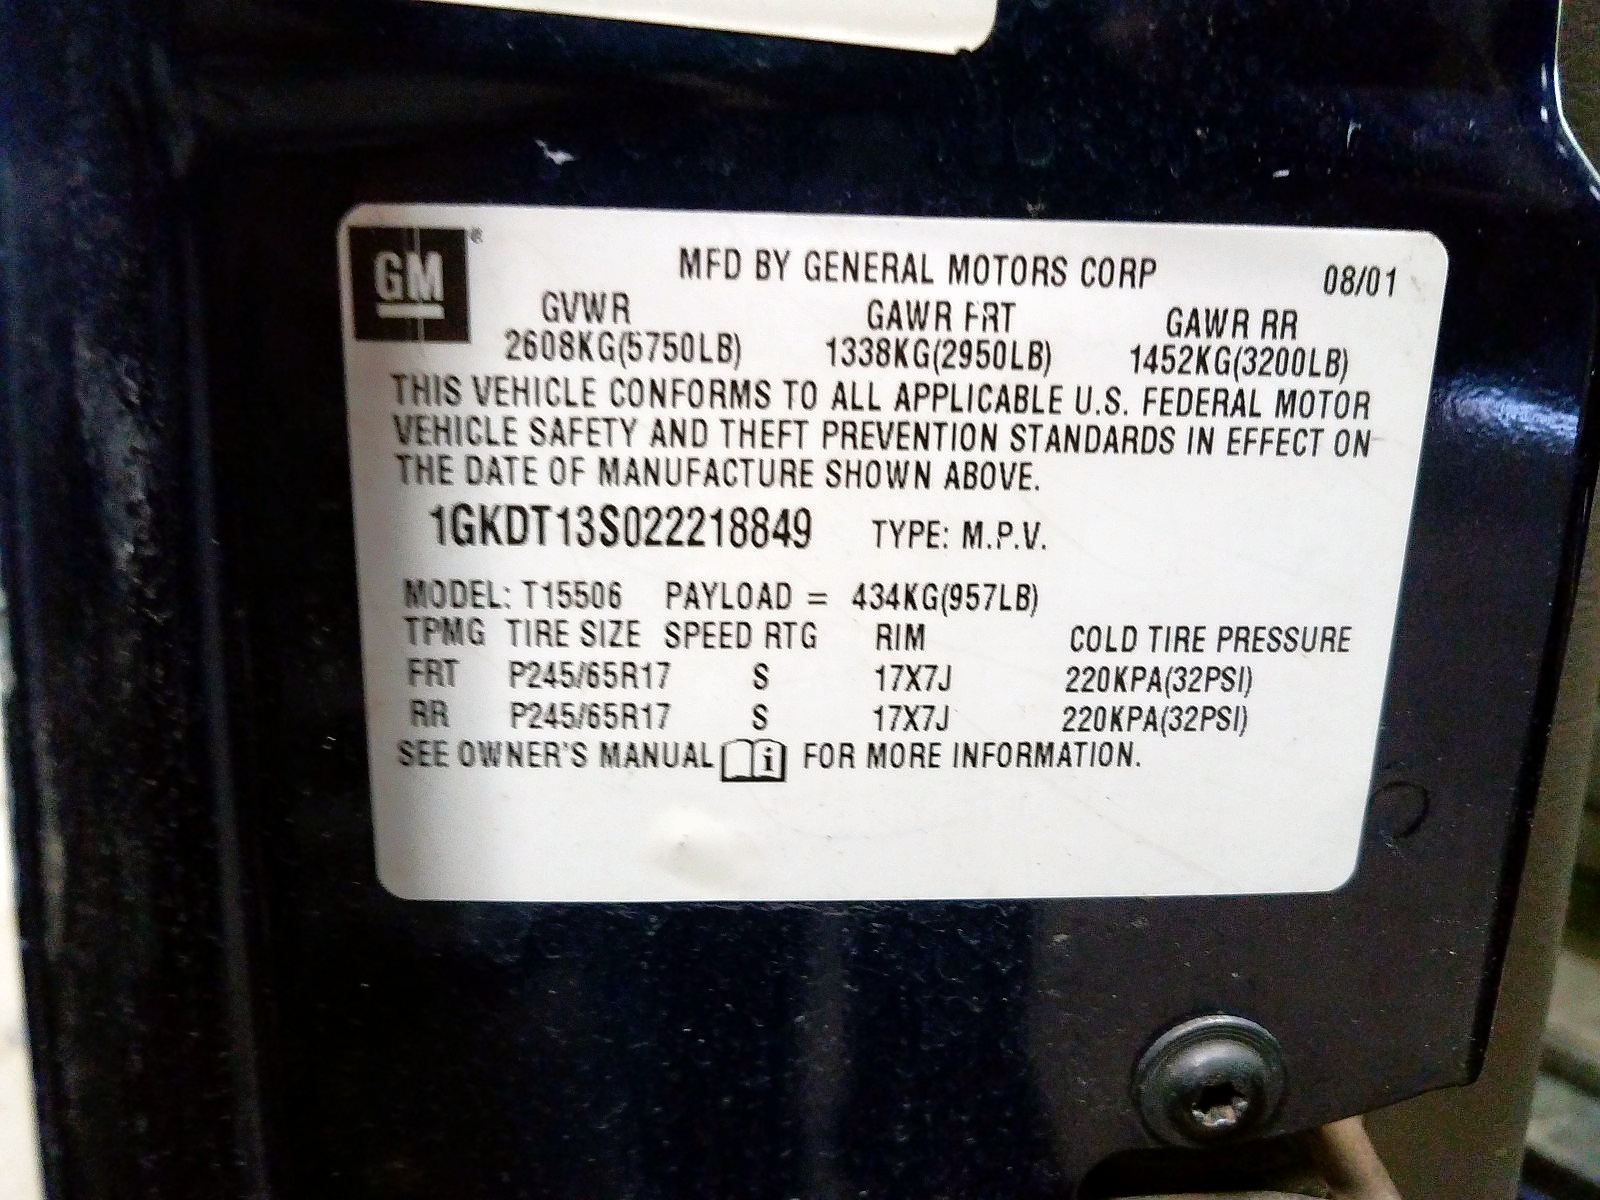 GM®
MFD BY GENERAL MOTORS CORP 08/01
GVWR GAWR FRT GAWR RR
2608KG(5750LB) 1338KG(2950LB) 1452KG(3200LB)
THIS VEHICLE CONFORMS TO ALL APPLICABLE U.S. FEDERAL MOTOR
VEHICLE SAFETY AND THEFT PREVENTION STANDARDS IN EFFECT ON
THE DATE OF MANUFACTURE SHOWN ABOVE.
1GKDT13S022218849 TYPE: M.P.V.
MODEL: T15506 PAYLOAD = 434KG(957LB)
TPMG TIRE SIZE SPEED RTG RIM COLD TIRE PRESSURE
FRT P245/65R17 S 17X7J 220KPA(32PSI)
RR P245/65R17 S 17X7J 220KPA(32PSI)
SEE OWNER'S MANUAL i FOR MORE INFORMATION.